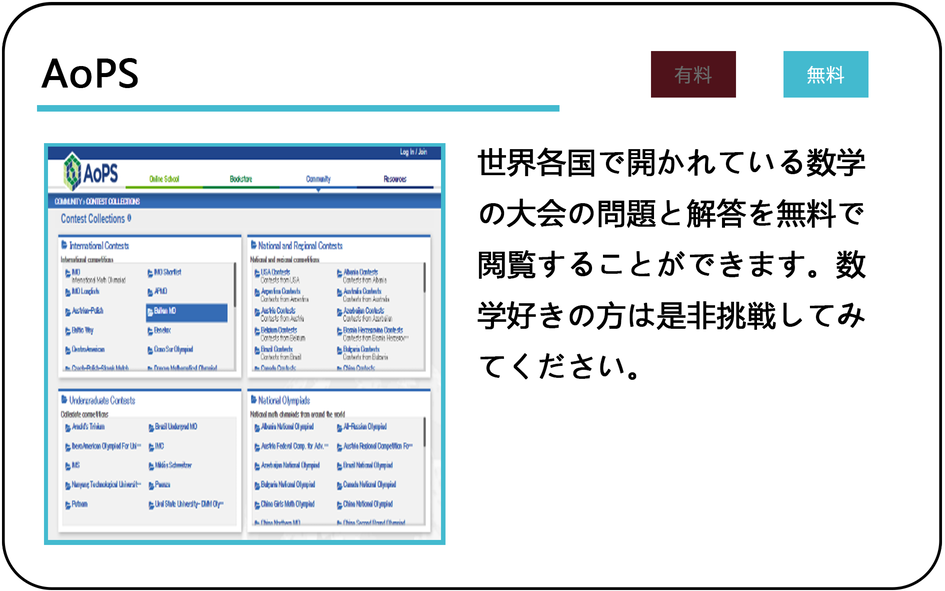 AoPS
有料
無料
世界各国で開かれている数学
の大会の問題と解答を無料で
閲覧することができます。数
学好きの方は是非挑戦してみ
てください。
Log In / Join
AoPS
Online School Bookstore Community Resources
COMMUNITY » CONTEST COLLECTIONS
Contest Collections
International Contests
International competitions
IMO
International Math Olympiad
IMO Shortlist
IMO Longlists
APMO
Austrian-Polish
Balkan MO
Baltic Way
Benelux
CentroAmerican
Cono Sur Olympiad
Czech-Polish-Slovak Match
Danube Mathematical Olympiad
National and Regional Contests
National and regional competitions
USA Contests
Contests from USA
Albania Contests
Contests from Albania
Argentina Contests
Contests from Argentina
Australia Contests
Contests from Australia
Austria Contests
Contests from Austria
Azerbaijan Contests
Contests from Azerbaijan
Belgium Contests
Contests from Belgium
Bosnia Herzegovina Contests
Brazil Contests
Contests from Brazil
Bulgaria Contests
Contests from Bulgaria
Canada Contests
China Contests
Undergraduate Contests
Collegiate competitions
Arnold's Trivium
Brazil Undergrad MO
IberoAmerican Olympiad For Uni…
IMC
IMS
Miklós Schweitzer
Nanyang Technological Universit…
Putnam
Ural State University- CMM Oly…
National Olympiads
National math olympiads from around the world
Albania National Olympiad
All-Russian Olympiad
Austria Federal Comp. for Adv.…
Austria Regional Competition Fo…
Azerbaijan National Olympiad
Brazil National Olympiad
Bulgaria National Olympiad
Canada National Olympiad
China Girls Math Olympiad
China National Olympiad
China Northern MO
China Second Round Olympiad